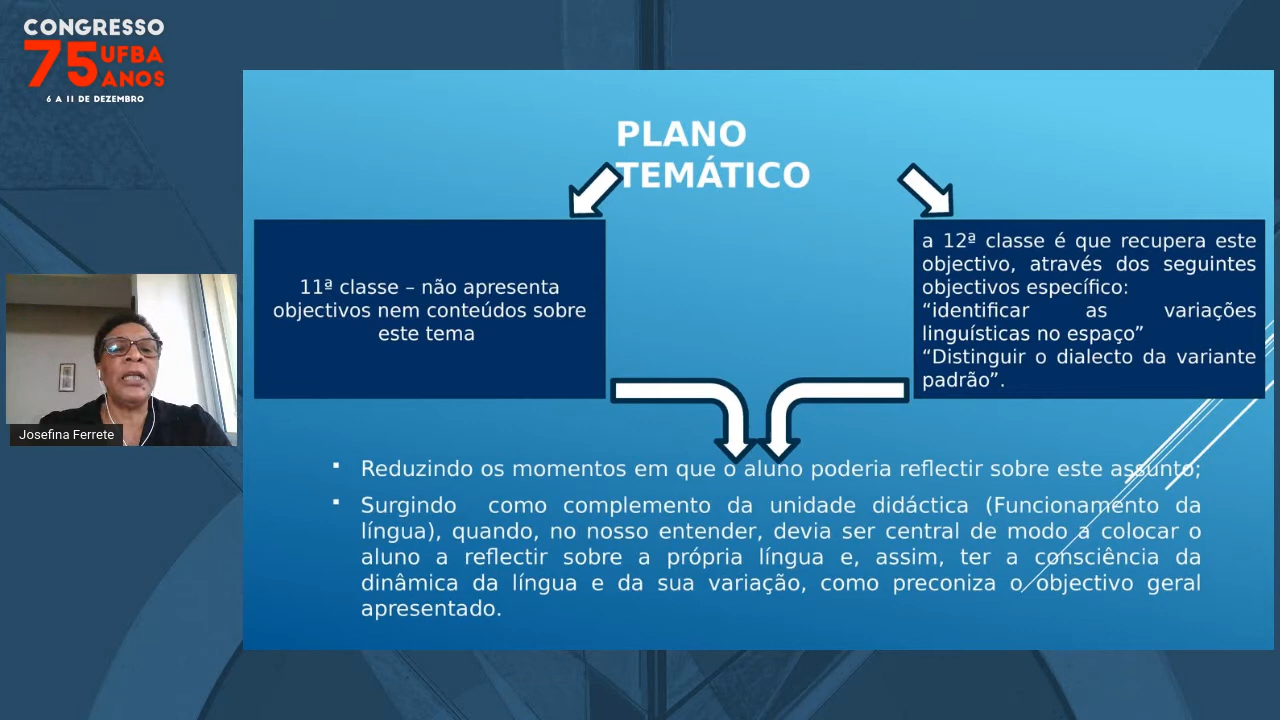 CONGRESSO
75 UFBA
ANOS
6 A 11 DE DEZEMBRO
PLANO
TEMÁTICO
11ª classe – não apresenta
objectivos nem conteúdos sobre
este tema
a 12ª classe é que recupera este
objectivo, através dos seguintes
objectivos específico:
“identificar as variações
linguísticas no espaço”
“Distinguir o dialecto da variante
padrão”.
Josefina Ferrete
▪ Reduzindo os momentos em que o aluno poderia reflectir sobre este assunto;
▪ Surgindo como complemento da unidade didáctica (Funcionamento da
língua), quando, no nosso entender, devia ser central de modo a colocar o
aluno a reflectir sobre a própria língua e, assim, ter a consciência da
dinâmica da língua e da sua variação, como preconiza o objectivo geral
apresentado.